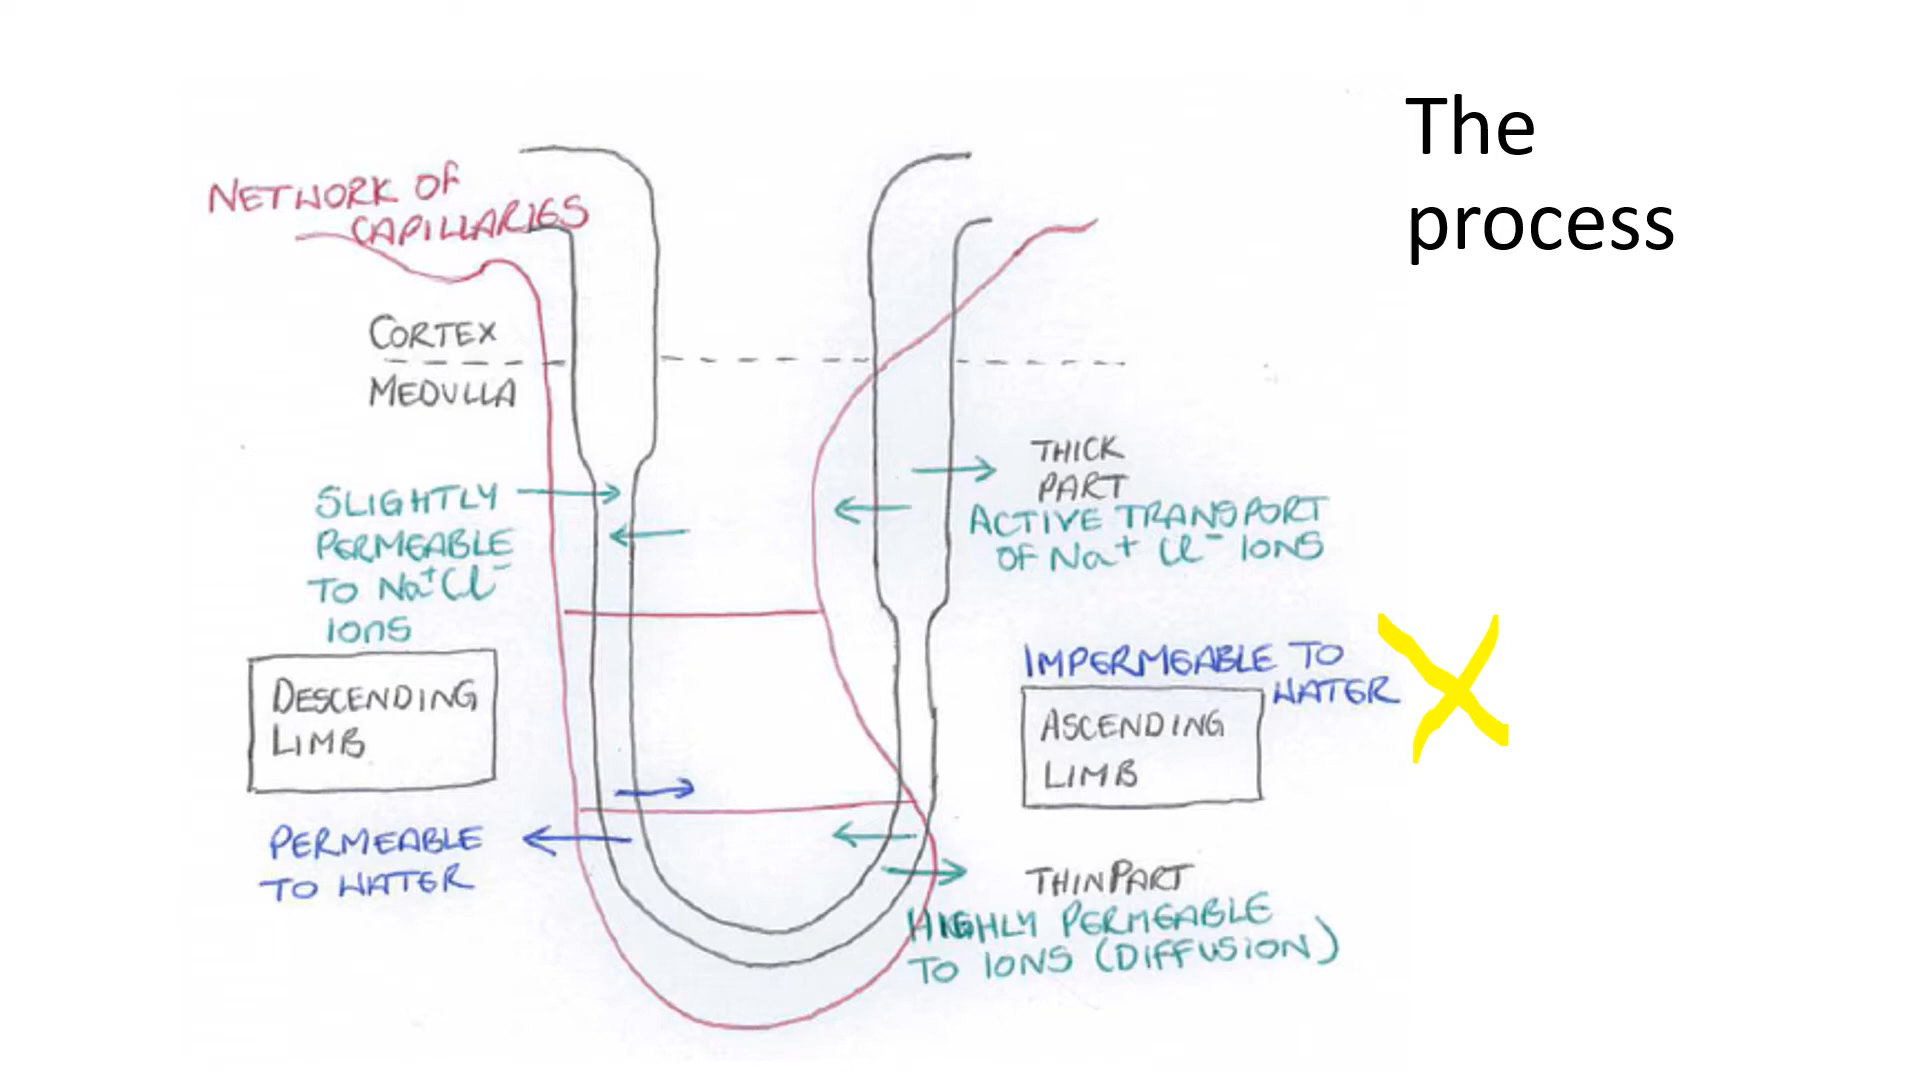 The
process
NETWORK OF
CAPILLARIES
CORTEX
MEDULLA
SLIGHTLY
PERMEABLE
TO Na⁺Cl⁻
IONS
DESCENDING
LIMB
PERMEABLE
TO WATER
THICK
PART
ACTIVE TRANSPORT
OF Na⁺ Cl⁻ IONS
IMPERMEABLE TO
WATER
ASCENDING
LIMB
THIN PART
HIGHLY PERMEABLE
TO IONS (DIFFUSION)